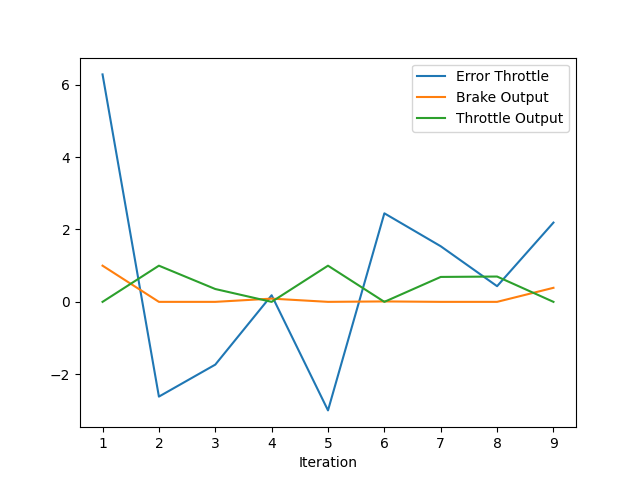 Error Throttle
Brake Output
Throttle Output
6
4
2
0
−2
1 2 3 4 5 6 7 8 9
Iteration